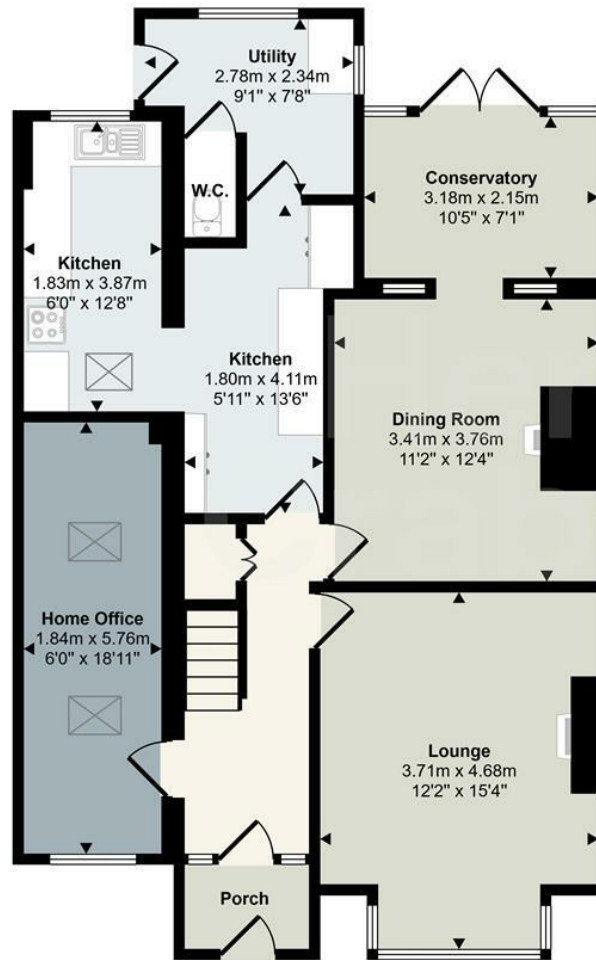 Utility
2.78m x 2.34m
9'1" x 7'8"
W.C.
Conservatory
3.18m x 2.15m
10'5" x 7'1"
Kitchen
1.83m x 3.87m
6'0" x 12'8"
Kitchen
1.80m x 4.11m
5'11" x 13'6"
Dining Room
3.41m x 3.76m
11'2" x 12'4"
Home Office
1.84m x 5.76m
6'0" x 18'11"
Lounge
3.71m x 4.68m
12'2" x 15'4"
Porch